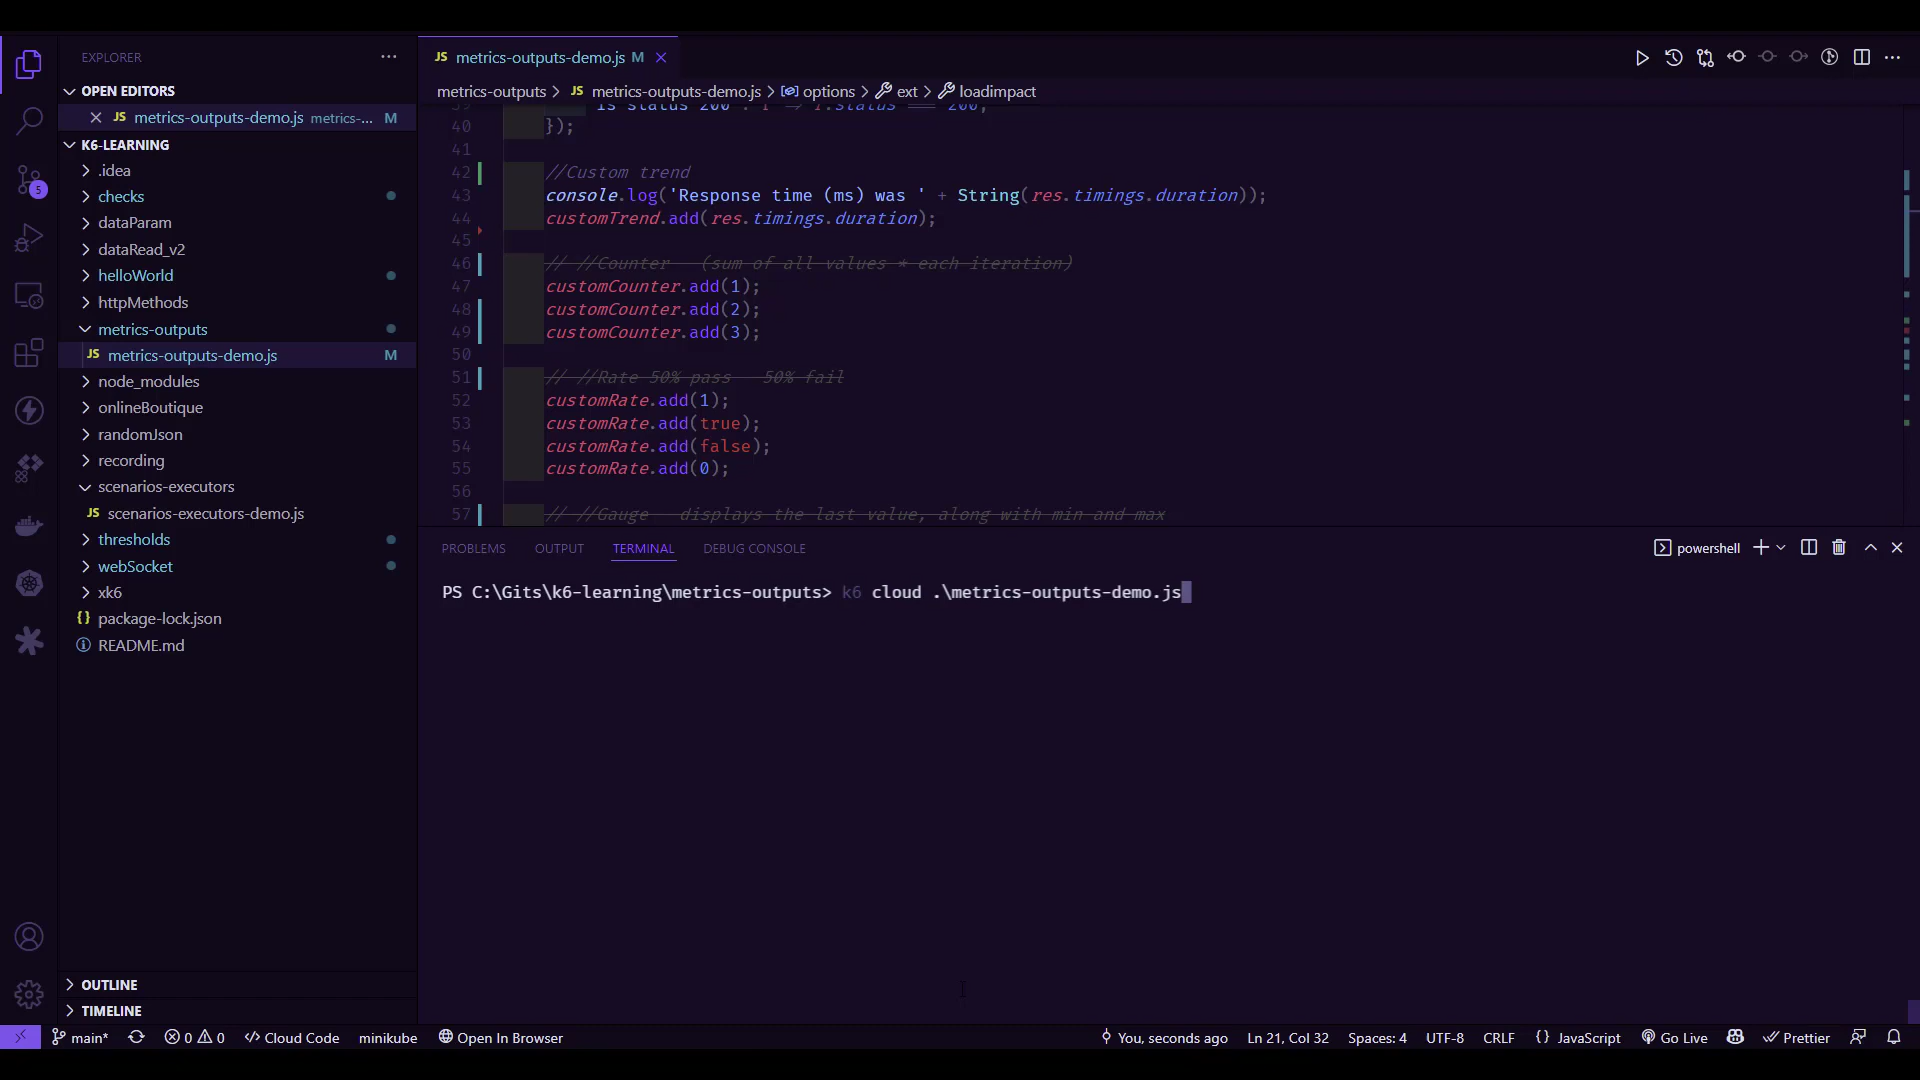 EXPLORER
OPEN EDITORS
JS metrics-outputs-demo.js metrics-... M
K6-LEARNING
.idea
checks
dataParam
dataRead_v2
helloWorld
httpMethods
metrics-outputs
JS metrics-outputs-demo.js M
node_modules
onlineBoutique
randomJson
recording
scenarios-executors
JS scenarios-executors-demo.js
thresholds
webSocket
xk6
{} package-lock.json
README.md
OUTLINE
TIMELINE
5
JS metrics-outputs-demo.js M
metrics-outputs > JS metrics-outputs-demo.js > options > ext > loadimpact
39 'is status 200': r => r.status === 200,
40 });
41
42 //Custom trend
43 console.log('Response time (ms) was ' + String(res.timings.duration));
44 customTrend.add(res.timings.duration);
45
46 // //Counter - (sum of all values * each iteration)
47 customCounter.add(1);
48 customCounter.add(2);
49 customCounter.add(3);
50
51 // //Rate 50% pass - 50% fail
52 customRate.add(1);
53 customRate.add(true);
54 customRate.add(false);
55 customRate.add(0);
56
57 // //Gauge - displays the last value, along with min and max
PROBLEMS OUTPUT TERMINAL DEBUG CONSOLE powershell
PS C:\Gits\k6-learning\metrics-outputs> k6 cloud .\metrics-outputs-demo.js
main* 0 0 Cloud Code minikube Open In Browser You, seconds ago Ln 21, Col 32 Spaces: 4 UTF-8 CRLF {} JavaScript Go Live Prettier